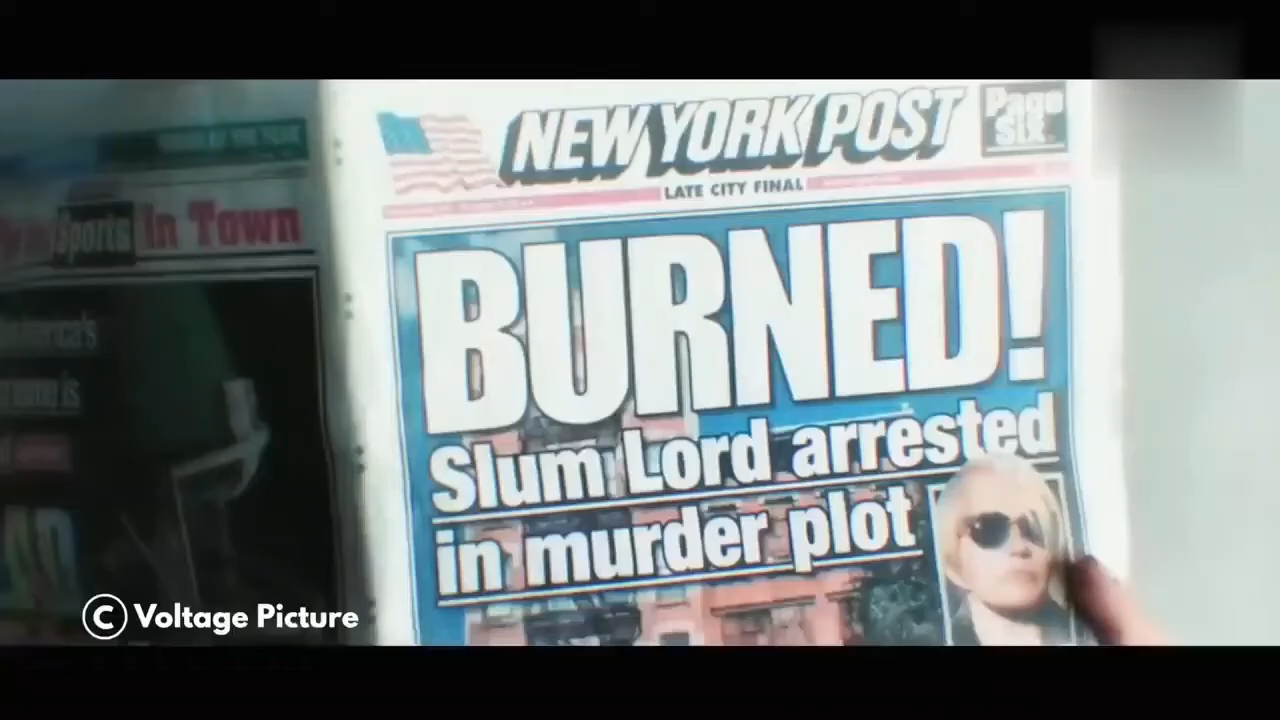 Sports in Town
NEW YORK POST
Page
Six.
LATE CITY FINAL
BURNED!
Slum Lord arrested
in murder plot
© Voltage Picture